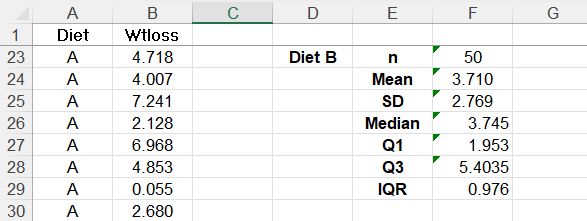 A B C D E F G
1 Diet Wtloss
23 A 4.718 Diet B n 50
24 A 4.007 Mean 3.710
25 A 7.241 SD 2.769
26 A 2.128 Median 3.745
27 A 6.968 Q1 1.953
28 A 4.853 Q3 5.4035
29 A 0.055 IQR 0.976
30 A 2.680